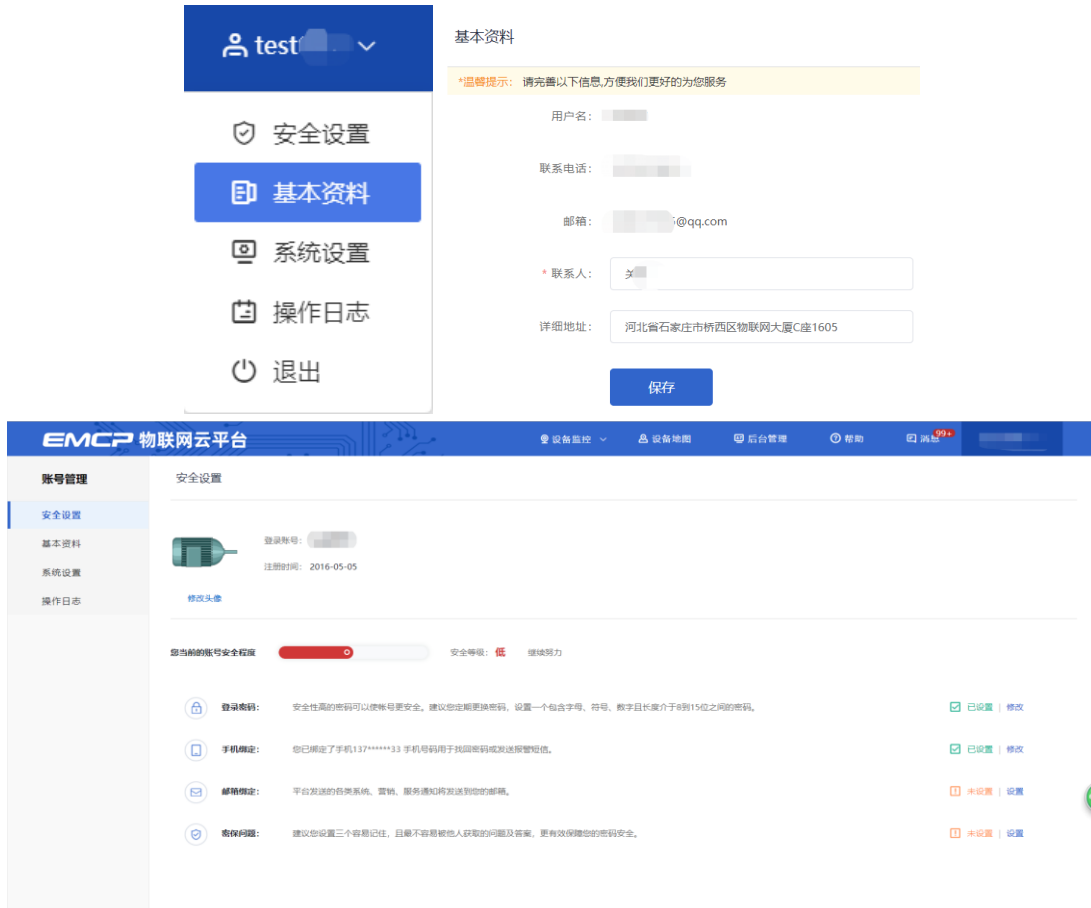 test
安全设置
基本资料
系统设置
操作日志
退出
基本资料
*温馨提示： 请完善以下信息,方便我们更好的为您服务
用户名：
联系电话：
邮箱： @qq.com
* 联系人： 关
详细地址： 河北省石家庄市桥西区物联网大厦C座1605
保存
EMCP 物联网云平台 设备监控 设备地图 后台管理 帮助 消息 99+
账号管理
安全设置
基本资料
系统设置
操作日志
安全设置
登录账号：
注册时间： 2016-05-05
修改头像
您当前的账号安全程度 安全等级： 低 继续努力
登录密码： 安全性高的密码可以使帐号更安全。建议您定期更换密码、设置一个包含字母、符号、数字且长度介于8到15位之间的密码。 已设置 | 修改
手机绑定： 您已绑定了手机137******33 手机号码用于找回密码或发送报警短信。 已设置 | 修改
邮箱绑定： 平台发送的各类系统、营销、服务通知将发送到您的邮箱。 未设置 | 设置
密保问题： 建议您设置三个容易记住，且最不容易被他人获取的问题及答案，更有效保障您的密码安全。 未设置 | 设置